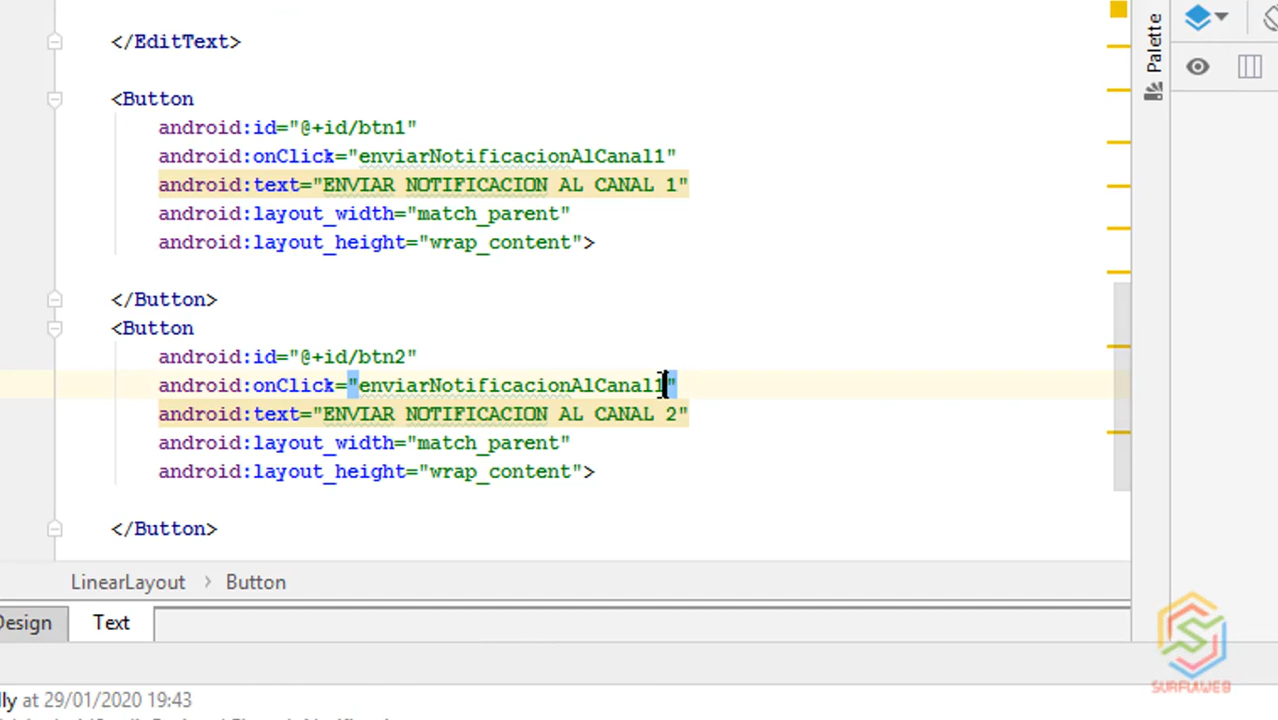 </EditText>
<Button
android:id="@+id/btn1"
android:onClick="enviarNotificacionAlCanal1"
android:text="ENVIAR NOTIFICACION AL CANAL 1"
android:layout_width="match_parent"
android:layout_height="wrap_content">
</Button>
<Button
android:id="@+id/btn2"
android:onClick="enviarNotificacionAlCanal1"
android:text="ENVIAR NOTIFICACION AL CANAL 2"
android:layout_width="match_parent"
android:layout_height="wrap_content">
</Button>
LinearLayout › Button
Design Text
lly at 29/01/2020 19:43
Palette